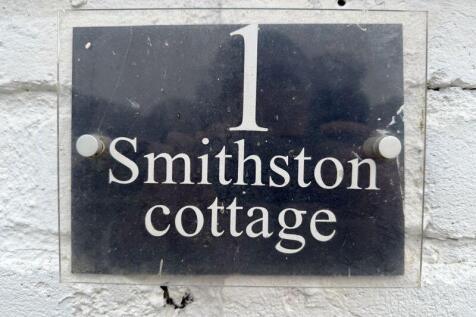 1
Smithston
cottage